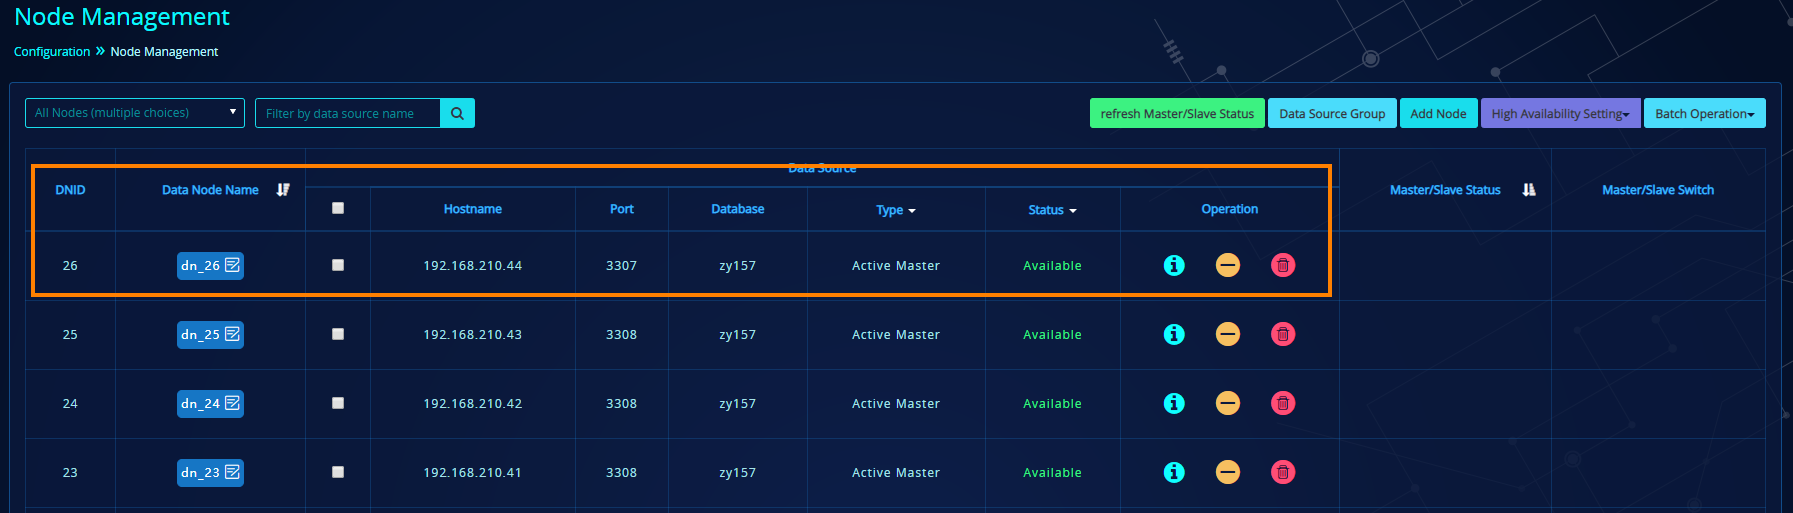 Node Management
Configuration » Node Management
All Nodes (multiple choices) Filter by data source name refresh Master/Slave Status Data Source Group Add Node High Availability Setting Batch Operation
Data Source
DNID Data Node Name Master/Slave Status Master/Slave Switch
Hostname Port Database Type Status Operation
26 dn_26 192.168.210.44 3307 zy157 Active Master Available
25 dn_25 192.168.210.43 3308 zy157 Active Master Available
24 dn_24 192.168.210.42 3308 zy157 Active Master Available
23 dn_23 192.168.210.41 3308 zy157 Active Master Available